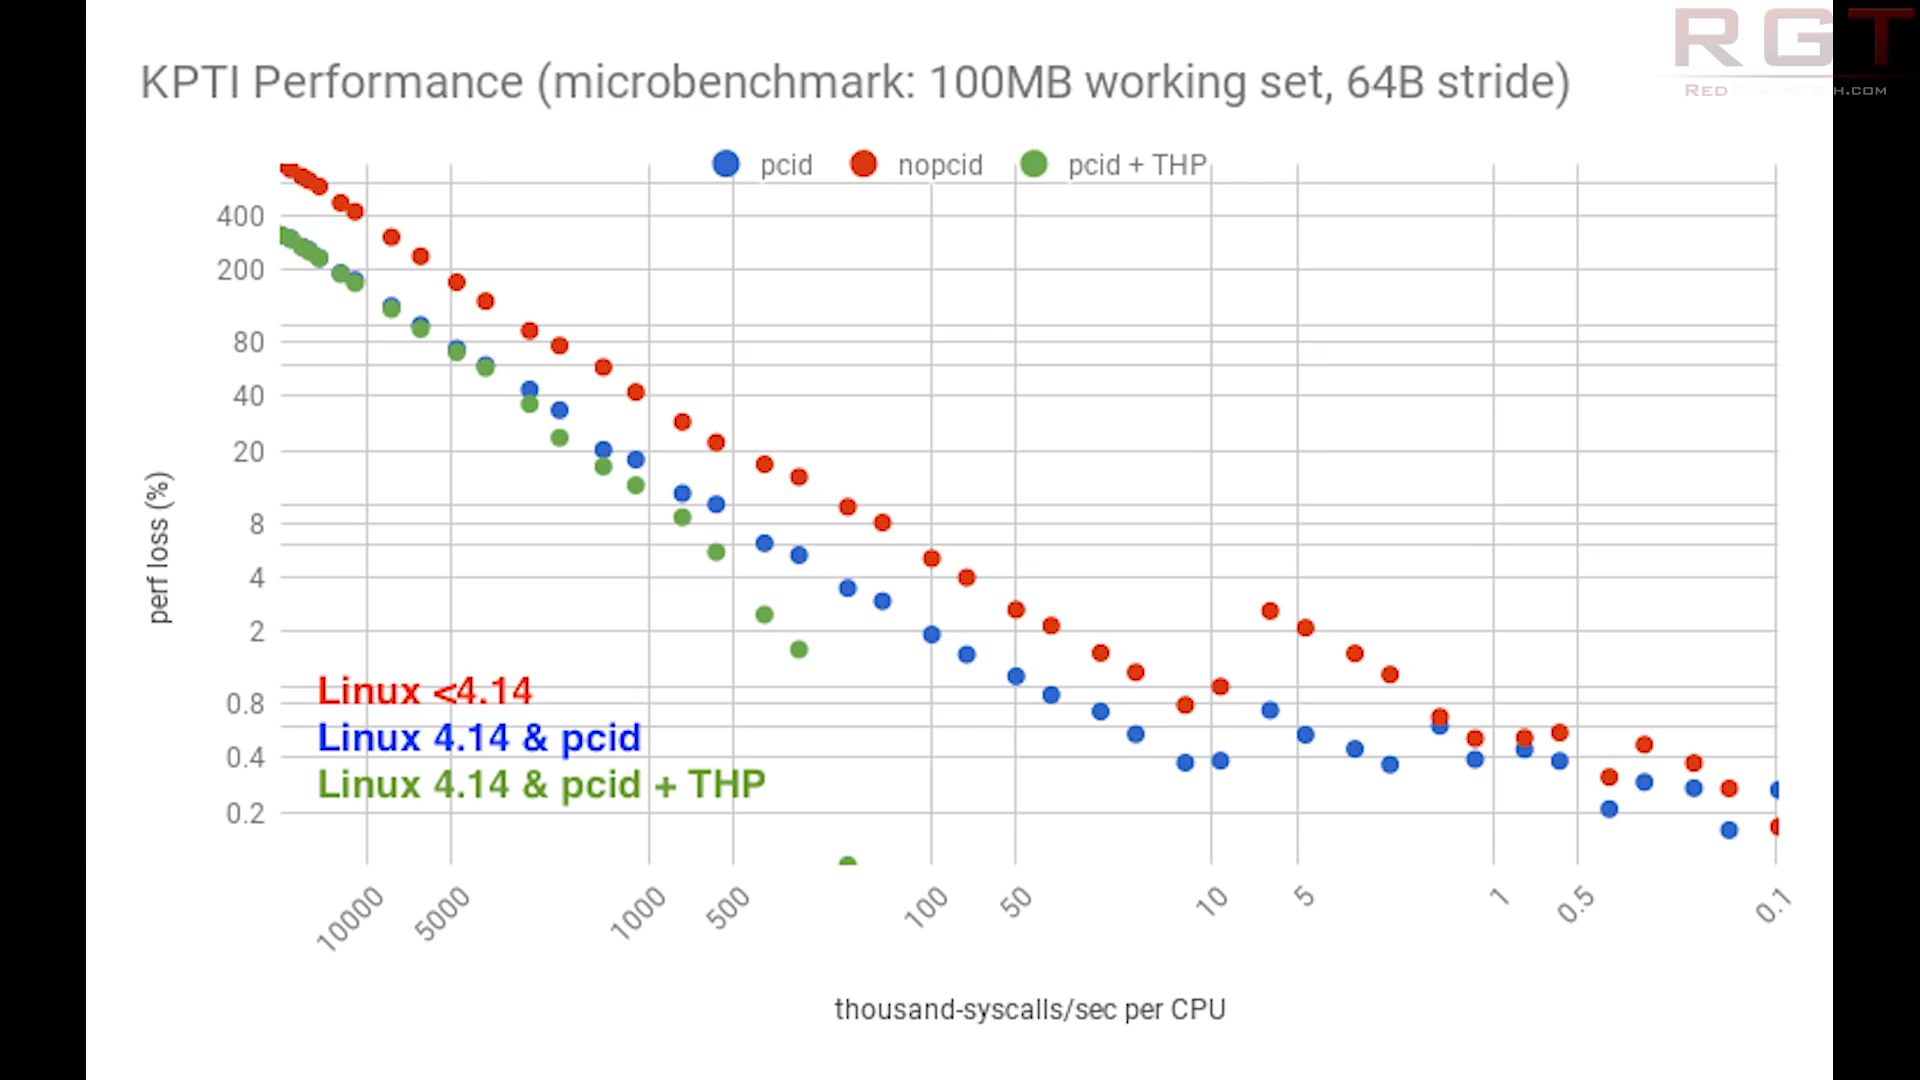 RGT
KPTI Performance (microbenchmark: 100MB working set, 64B stride)
RED
.COM
pcid
nopcid
pcid + THP
400
200
80
40
20
8
4
2
0.8
0.4
0.2
perf loss (%)
Linux <4.14
Linux 4.14 & pcid
Linux 4.14 & pcid + THP
10000
5000
1000
500
100
50
10
5
1
0.5
0.1
thousand-syscalls/sec per CPU